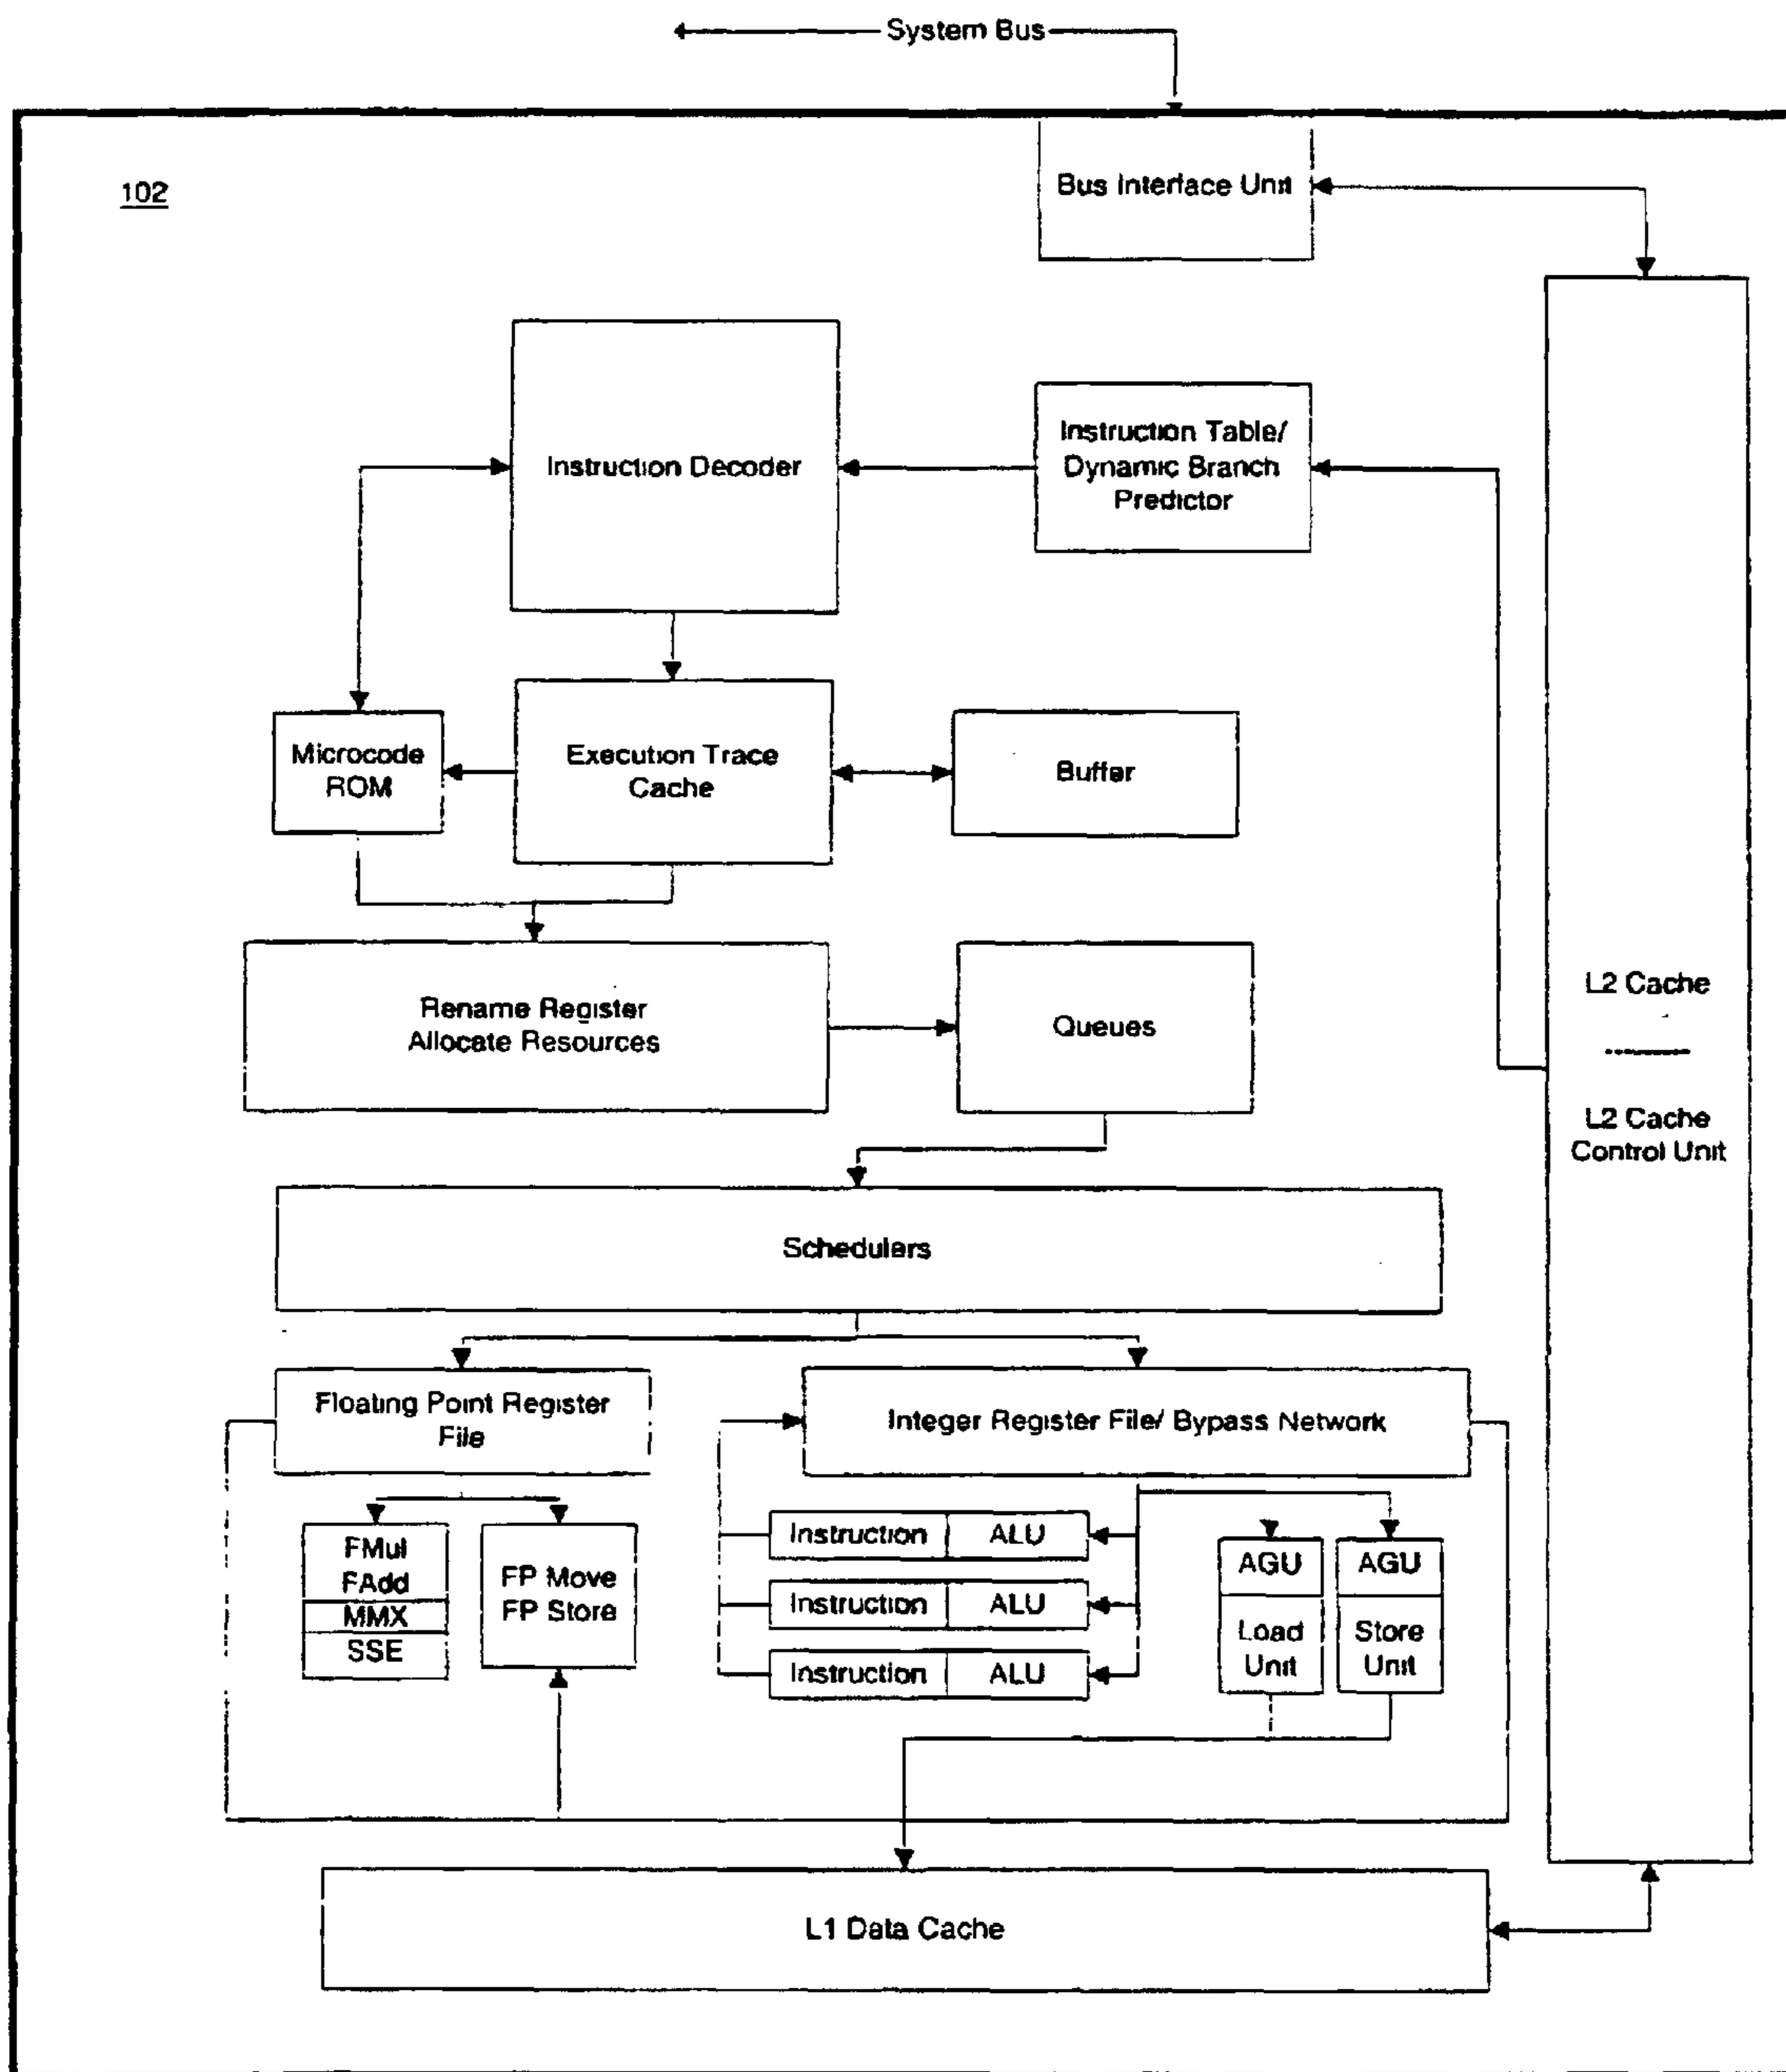 System Bus
102
Bus Interface Unit
Instruction Decoder
Instruction Table/
Dynamic Branch
Predictor
Microcode
ROM
Execution Trace
Cache
Buffer
Rename Register
Allocate Resources
Queues
L2 Cache
L2 Cache
Control Unit
Schedulers
Floating Point Register
File
Integer Register File/ Bypass Network
FMul
FAdd
MMX
SSE
FP Move
FP Store
Instruction ALU
Instruction ALU
Instruction ALU
AGU
Load
Unit
AGU
Store
Unit
L1 Data Cache